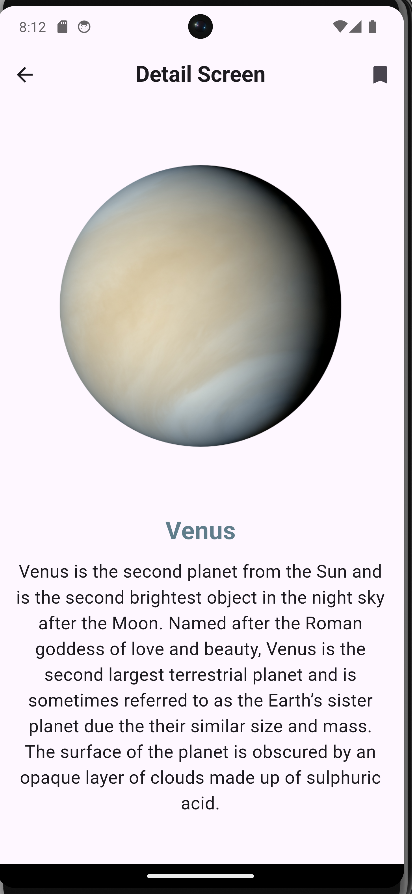 8:12
Detail Screen
Venus
Venus is the second planet from the Sun and
is the second brightest object in the night sky
after the Moon. Named after the Roman
goddess of love and beauty, Venus is the
second largest terrestrial planet and is
sometimes referred to as the Earth’s sister
planet due the their similar size and mass.
The surface of the planet is obscured by an
opaque layer of clouds made up of sulphuric
acid.